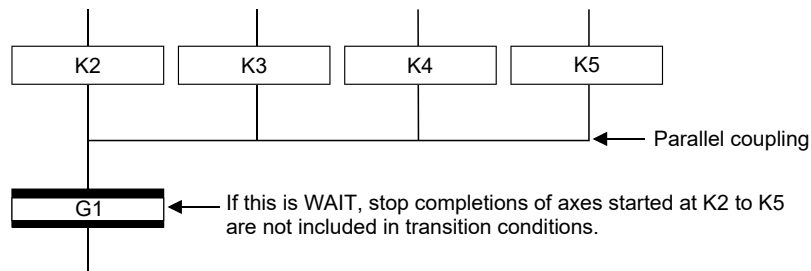 K2
K3
K4
K5
Parallel coupling
G1
If this is WAIT, stop completions of axes started at K2 to K5
are not included in transition conditions.